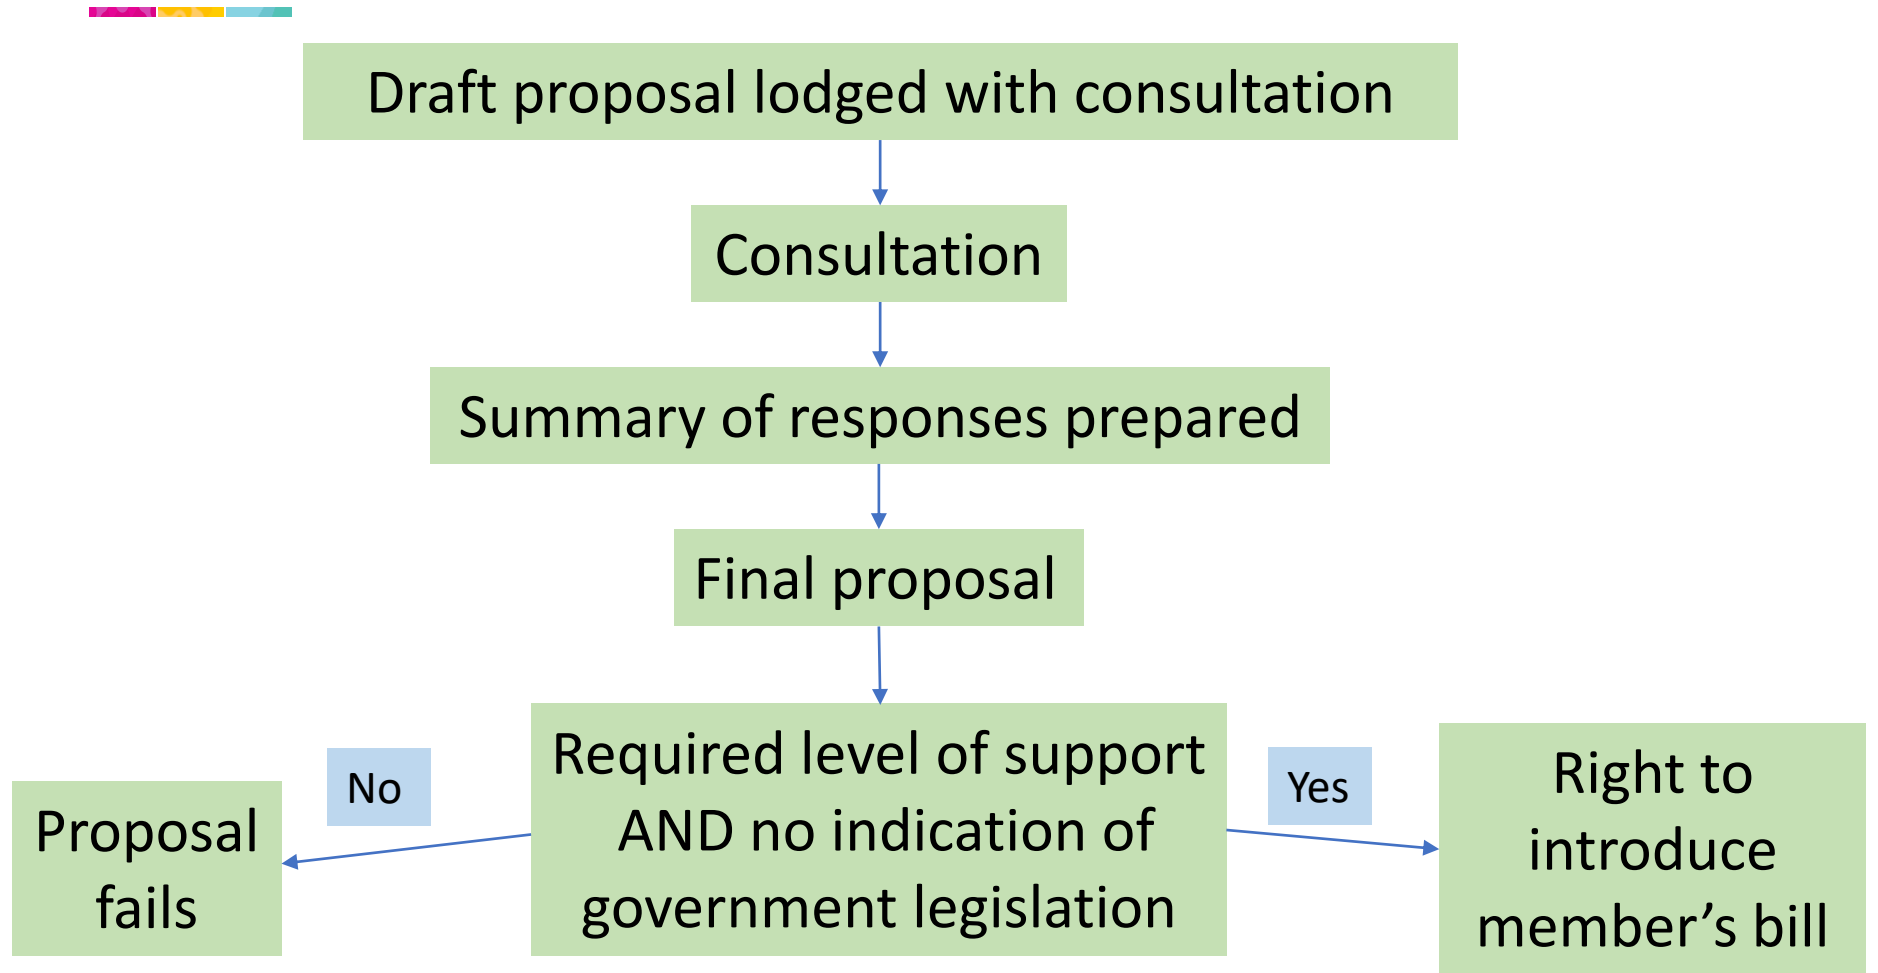 Draft proposal lodged with consultation
Consultation
Summary of responses prepared
Final proposal
Required level of support
AND no indication of
government legislation
No
Proposal
fails
Yes
Right to
introduce
member’s bill